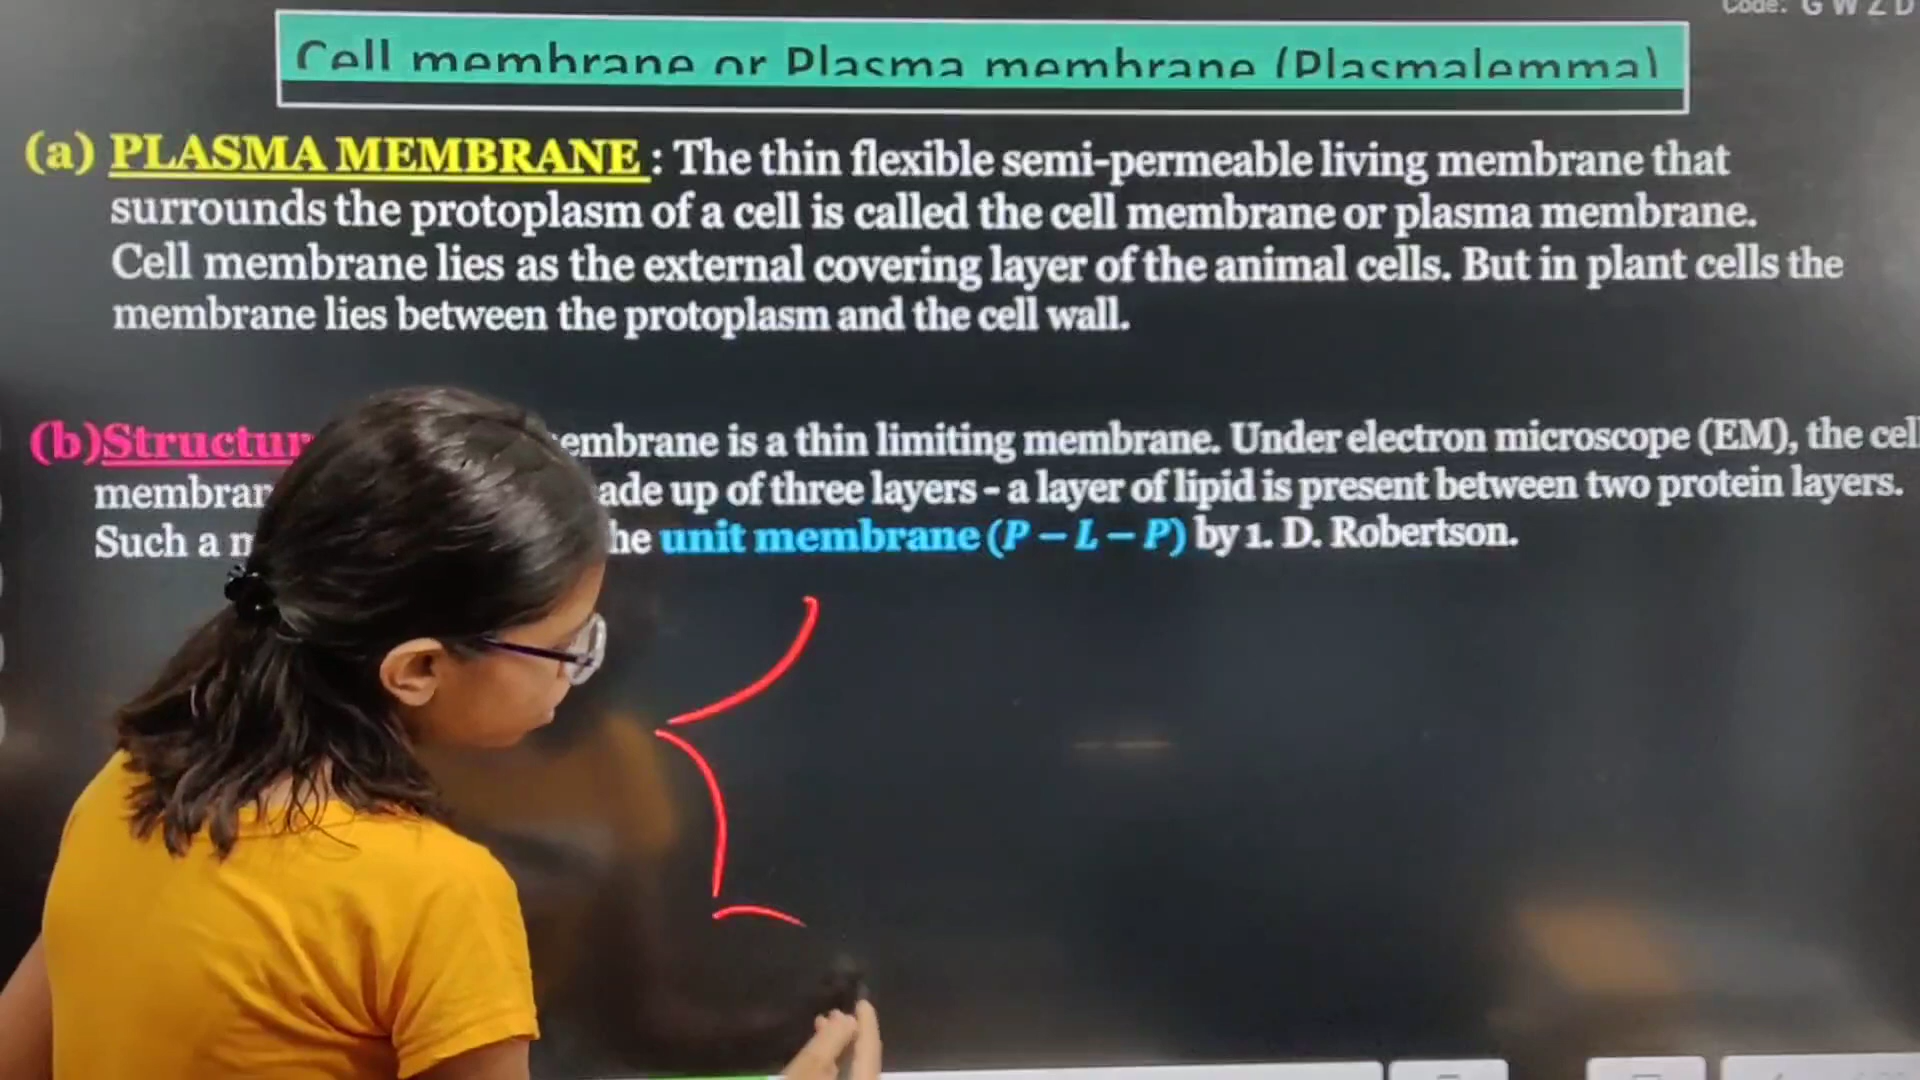 Code: G W Z D
Cell membrane or Plasma membrane (Plasmalemma)
(a) PLASMA MEMBRANE : The thin flexible semi-permeable living membrane that
surrounds the protoplasm of a cell is called the cell membrane or plasma membrane.
Cell membrane lies as the external covering layer of the animal cells. But in plant cells the
membrane lies between the protoplasm and the cell wall.
(b)Structur embrane is a thin limiting membrane. Under electron microscope (EM), the cell
membran ade up of three layers - a layer of lipid is present between two protein layers.
Such a he unit membrane (P – L – P) by 1. D. Robertson.